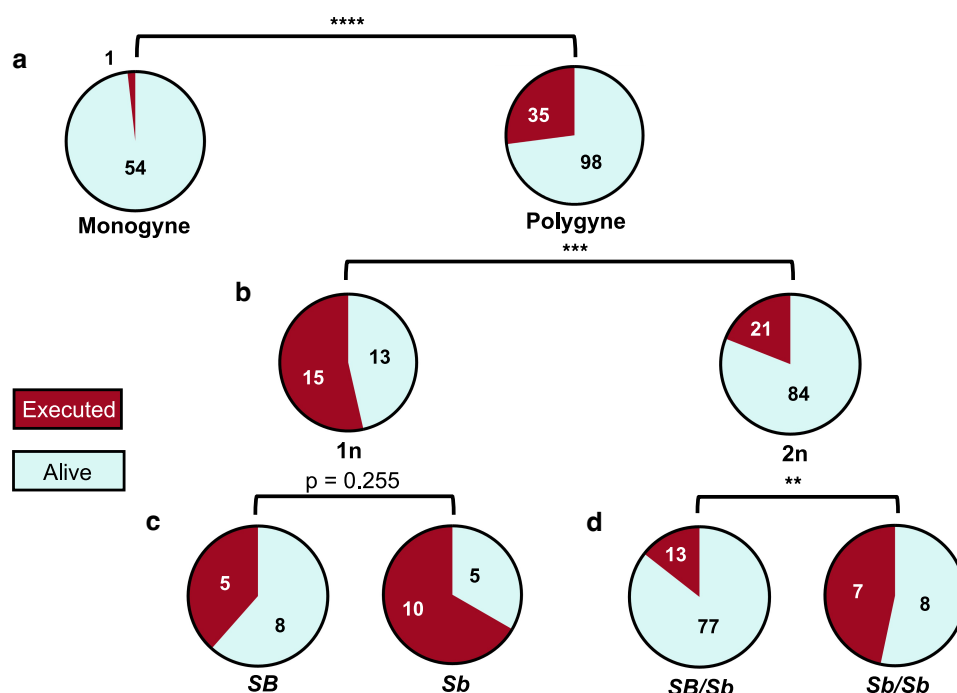 ****
a
1
54
35
98
Monogyne
Polygyne
***
b
15
13
21
84
Executed
Alive
1n
2n
p = 0.255
**
c
d
5
8
10
5
13
77
7
8
SB
Sb
SB/Sb
Sb/Sb